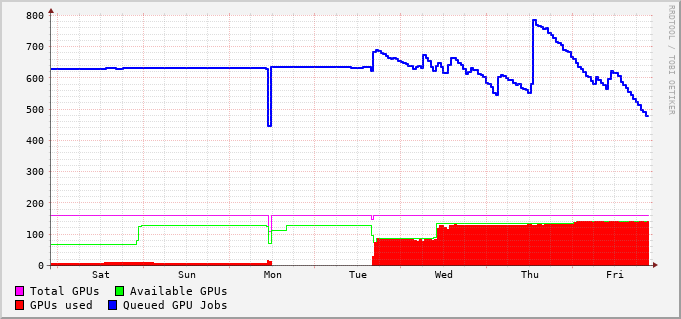 800
700
600
500
400
300
200
100
0
Sat Sun Mon Tue Wed Thu Fri
Total GPUs Available GPUs
GPUs used Queued GPU Jobs
RRDTOOL / TOBI OETIKER